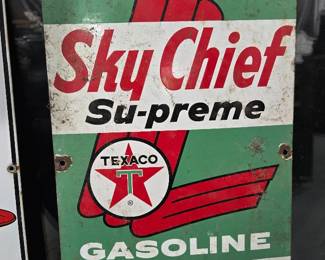 Sky Chief
Su-preme
TEXACO
T
®
GASOLINE